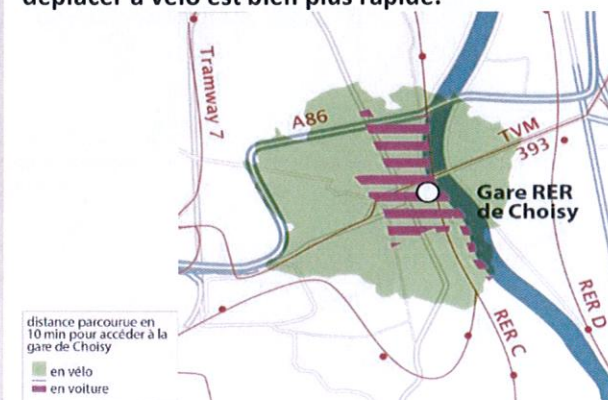 déplacer à vélo est bien plus rapide.
Tramway 7
A86
TVM
393
Gare RER
de Choisy
RER D
RER C
distance parcourue en
10 min pour accéder à la
gare de Choisy
en vélo
en voiture